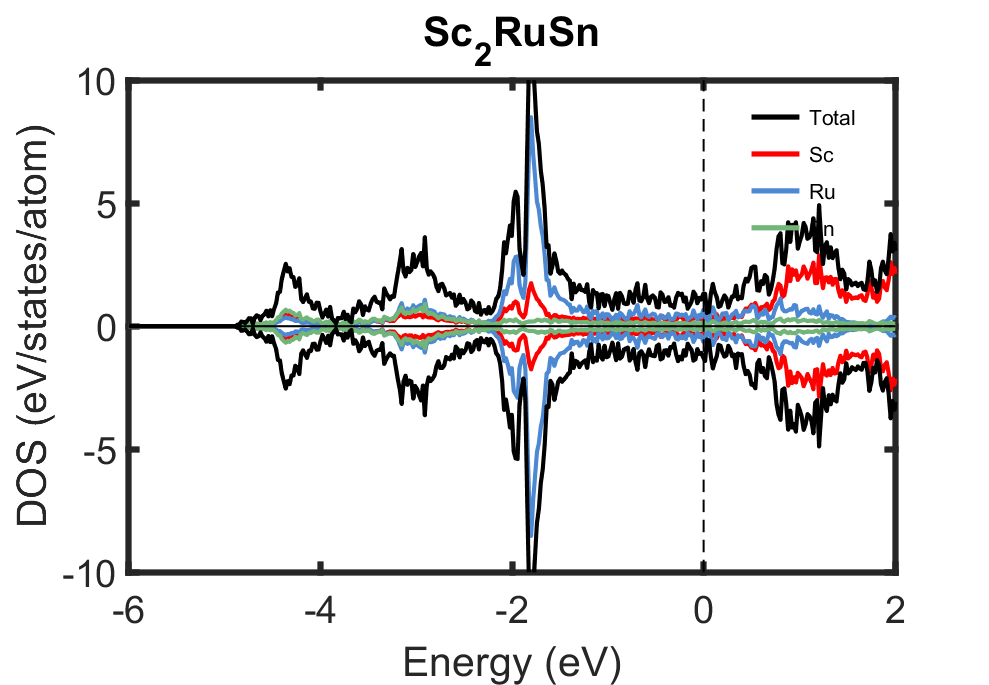 Sc2RuSn
10
5
0
-5
-10
-6
-4
-2
0
2
DOS (eV/states/atom)
Energy (eV)
Total
Sc
Ru